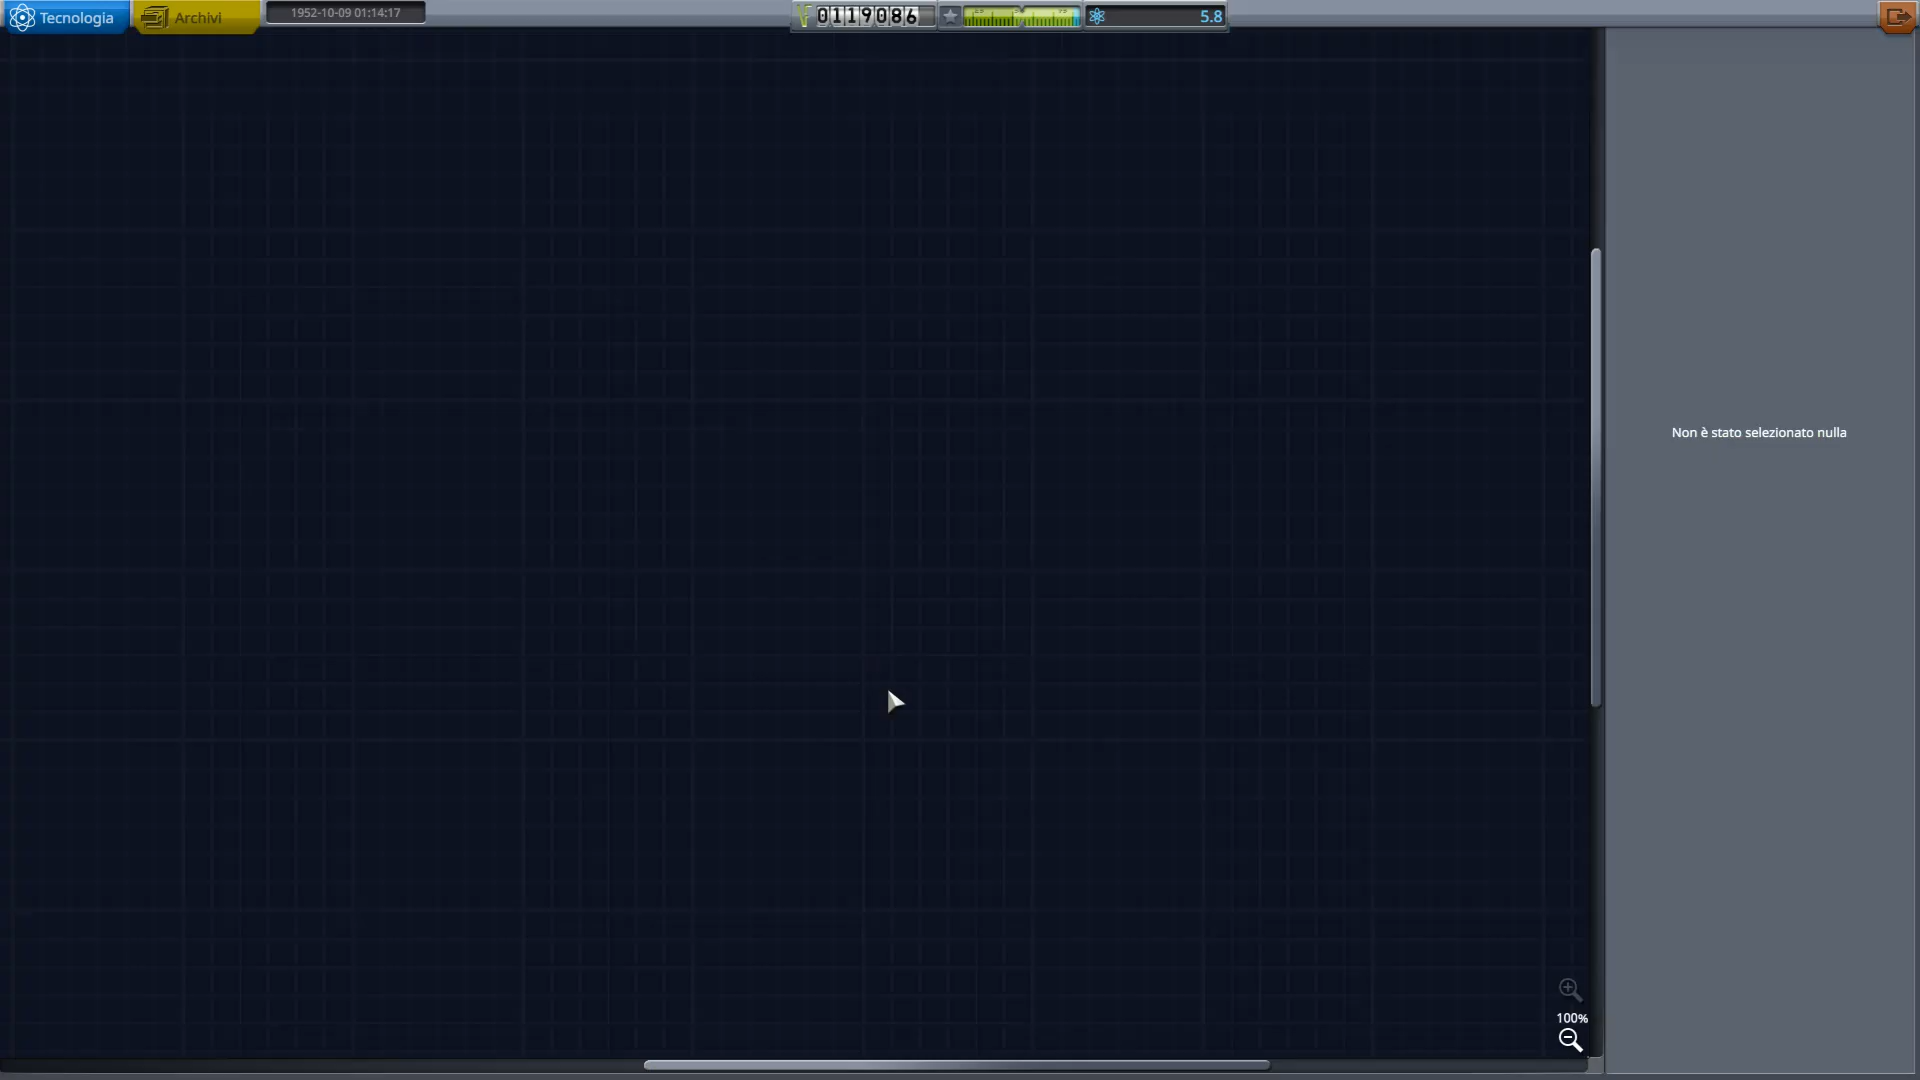 Tecnologia
Archivi
1952-10-09 01:14:17
0119086
5.8
Non è stato selezionato nulla
100%